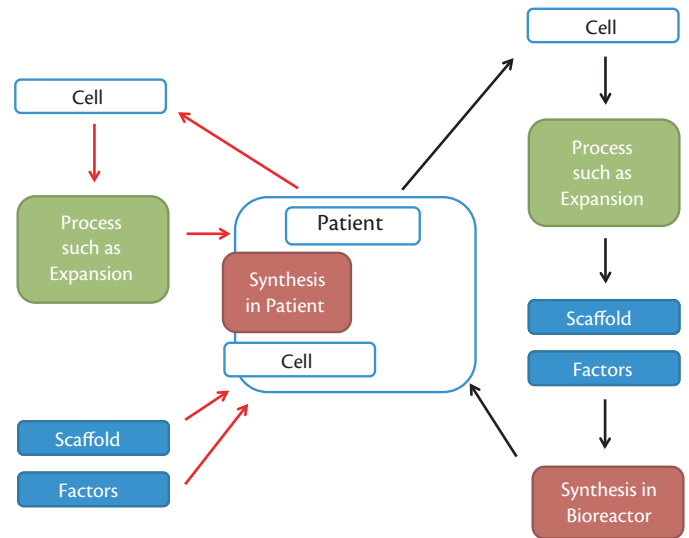 Cell
Process
such as
Expansion
Scaffold
Factors
Patient
Synthesis
in Patient
Cell
Cell
Process
such as
Expansion
Scaffold
Factors
Synthesis in
Bioreactor